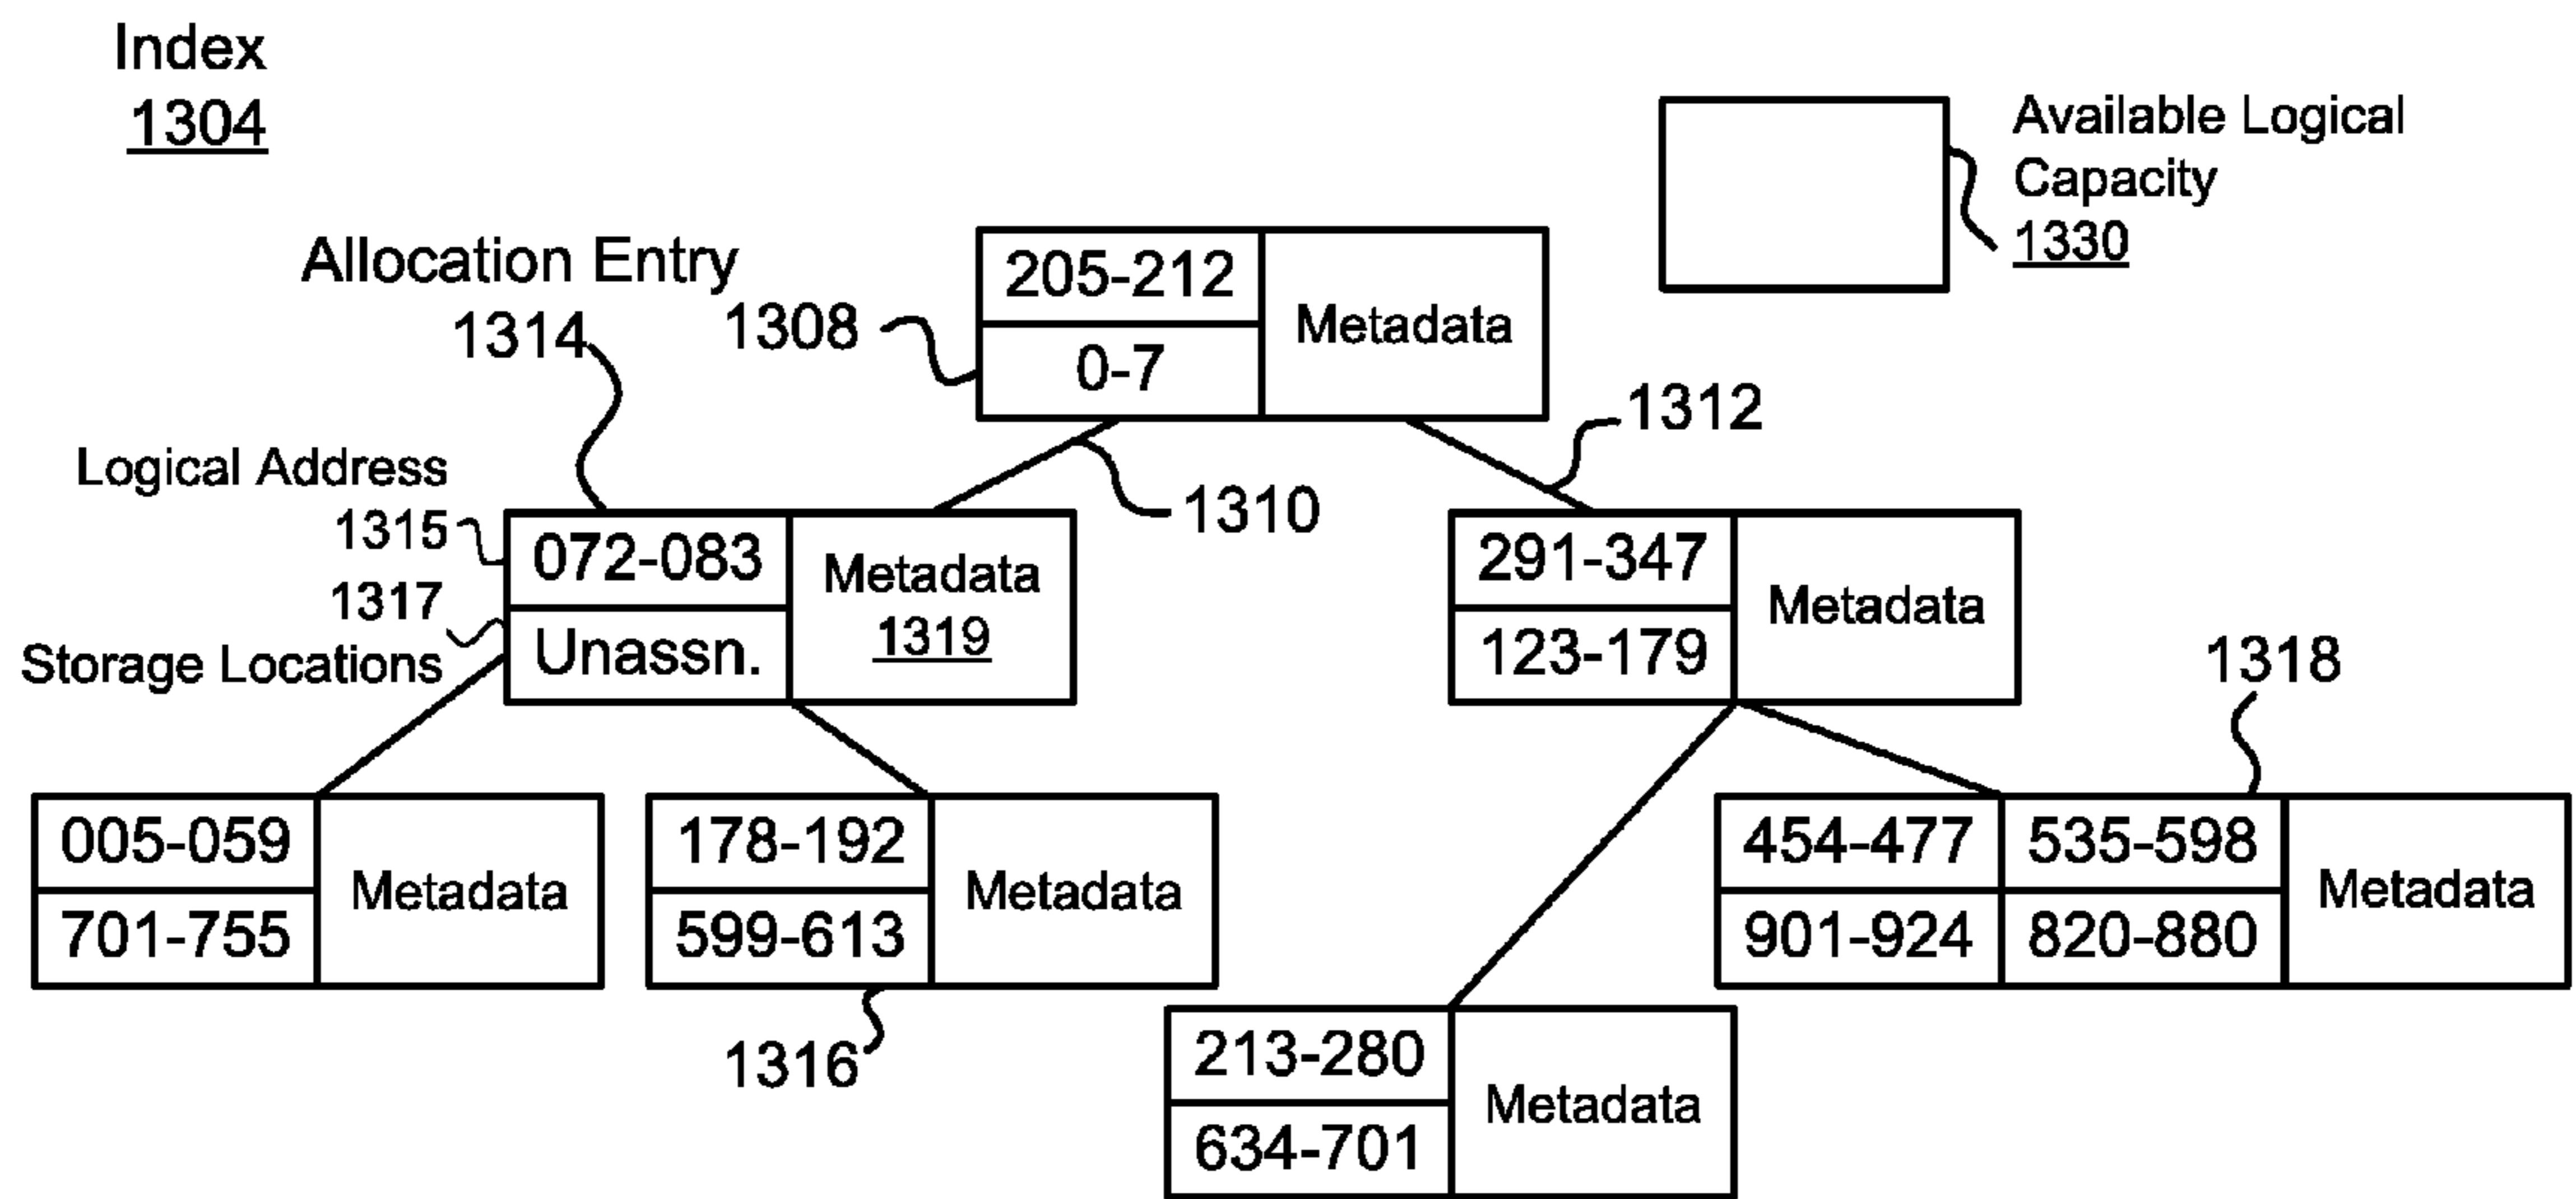 Index
1304
Available Logical
Capacity
1330
Allocation Entry
1314
1308
205-212
0-7
Metadata
1312
1310
Logical Address
1315
1317
Storage Locations
072-083
Unassn.
Metadata
1319
291-347
123-179
Metadata
1318
005-059
701-755
Metadata
178-192
599-613
Metadata
1316
454-477
901-924
535-598
820-880
Metadata
213-280
634-701
Metadata